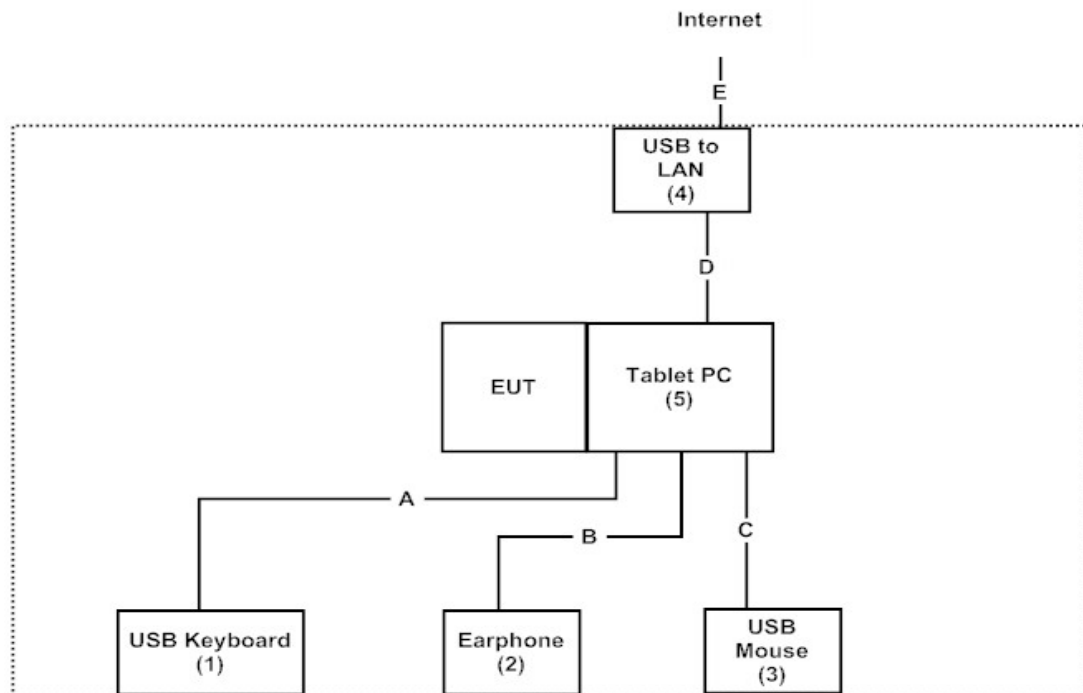 Internet
E
USB to
LAN
(4)
D
EUT
Tablet PC
(5)
A
B
C
USB Keyboard
(1)
Earphone
(2)
USB
Mouse
(3)